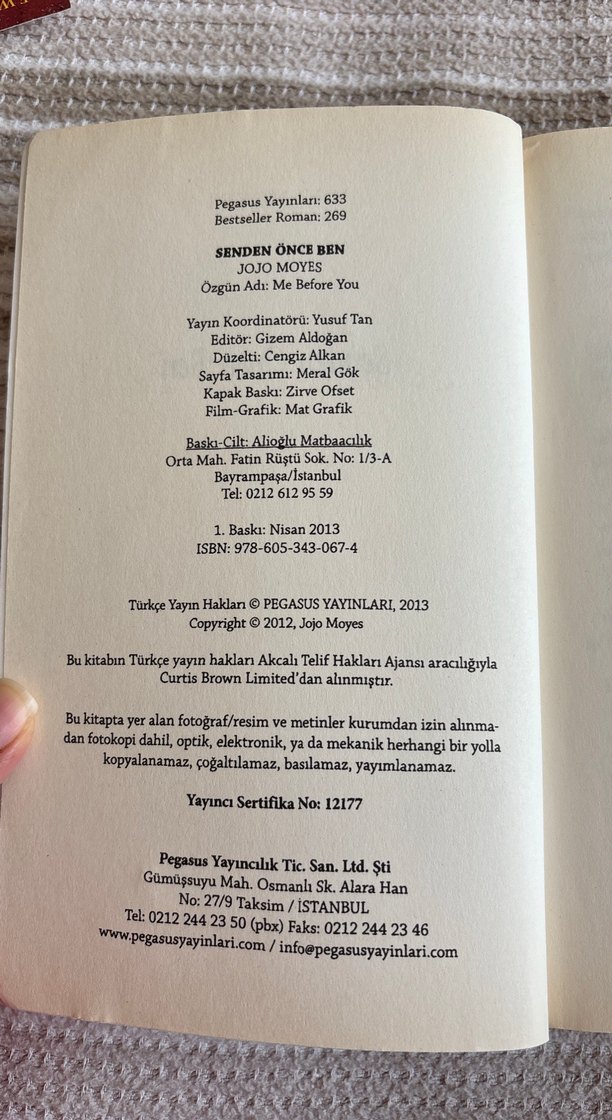 Pegasus Yayınları: 633
Bestseller Roman: 269
SENDEN ÖNCE BEN
JOJO MOYES
Özgün Adı: Me Before You
Yayın Koordinatörü: Yusuf Tan
Editör: Gizem Aldoğan
Düzelti: Cengiz Alkan
Sayfa Tasarımı: Meral Gök
Kapak Baskı: Zirve Ofset
Film-Grafik: Mat Grafik
Baskı-Cilt: Alioğlu Matbaacılık
Orta Mah. Fatin Rüştü Sok. No: 1/3-A
Bayrampaşa/İstanbul
Tel: 0212 612 95 59
1. Baskı: Nisan 2013
ISBN: 978-605-343-067-4
Türkçe Yayın Hakları © PEGASUS YAYINLARI, 2013
Copyright © 2012, Jojo Moyes
Bu kitabın Türkçe yayın hakları Akcalı Telif Hakları Ajansı aracılığıyla
Curtis Brown Limited'dan alınmıştır.
Bu kitapta yer alan fotoğraf/resim ve metinler kurumdan izin alınma-
dan fotokopi dahil, optik, elektronik, ya da mekanik herhangi bir yolla
kopyalanamaz, çoğaltılamaz, basılamaz, yayımlanamaz.
Yayıncı Sertifika No: 12177
Pegasus Yayıncılık Tic. San. Ltd. Şti
Gümüşsuyu Mah. Osmanlı Sk. Alara Han
No: 27/9 Taksim / İSTANBUL
Tel: 0212 244 23 50 (pbx) Faks: 0212 244 23 46
www.pegasusyayinlari.com / info@pegasusyayinlari.com